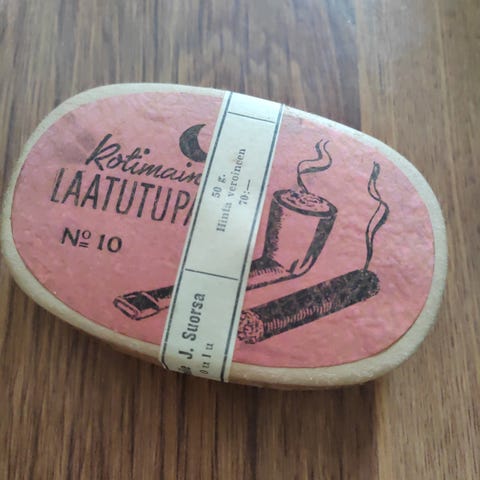 Kotimain
LAATUTUPA
Nº 10
50 g.
Hinta veroineen
70:—
J. Suorsa
Oulu